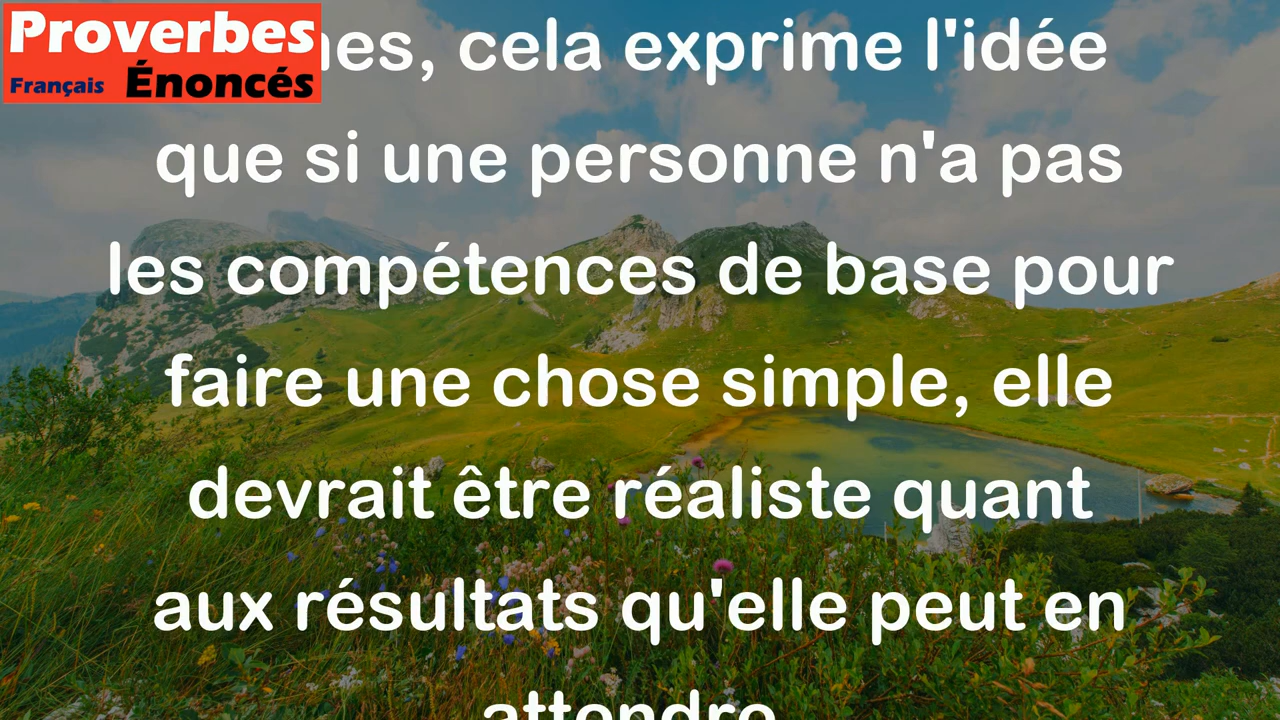 Proverbes
Français Énoncés
cela exprime l'idée
que si une personne n'a pas
les compétences de base pour
faire une chose simple, elle
devrait être réaliste quant
aux résultats qu'elle peut en
attendre